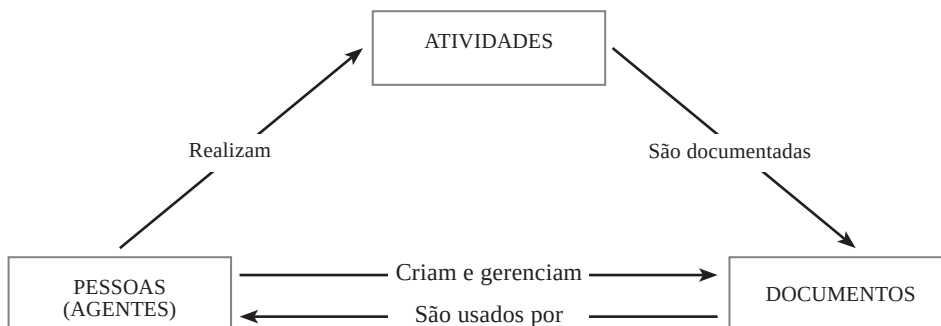 ATIVIDADES
Realizam
São documentadas
PESSOAS
(AGENTES)
Criam e gerenciam
São usados por
DOCUMENTOS